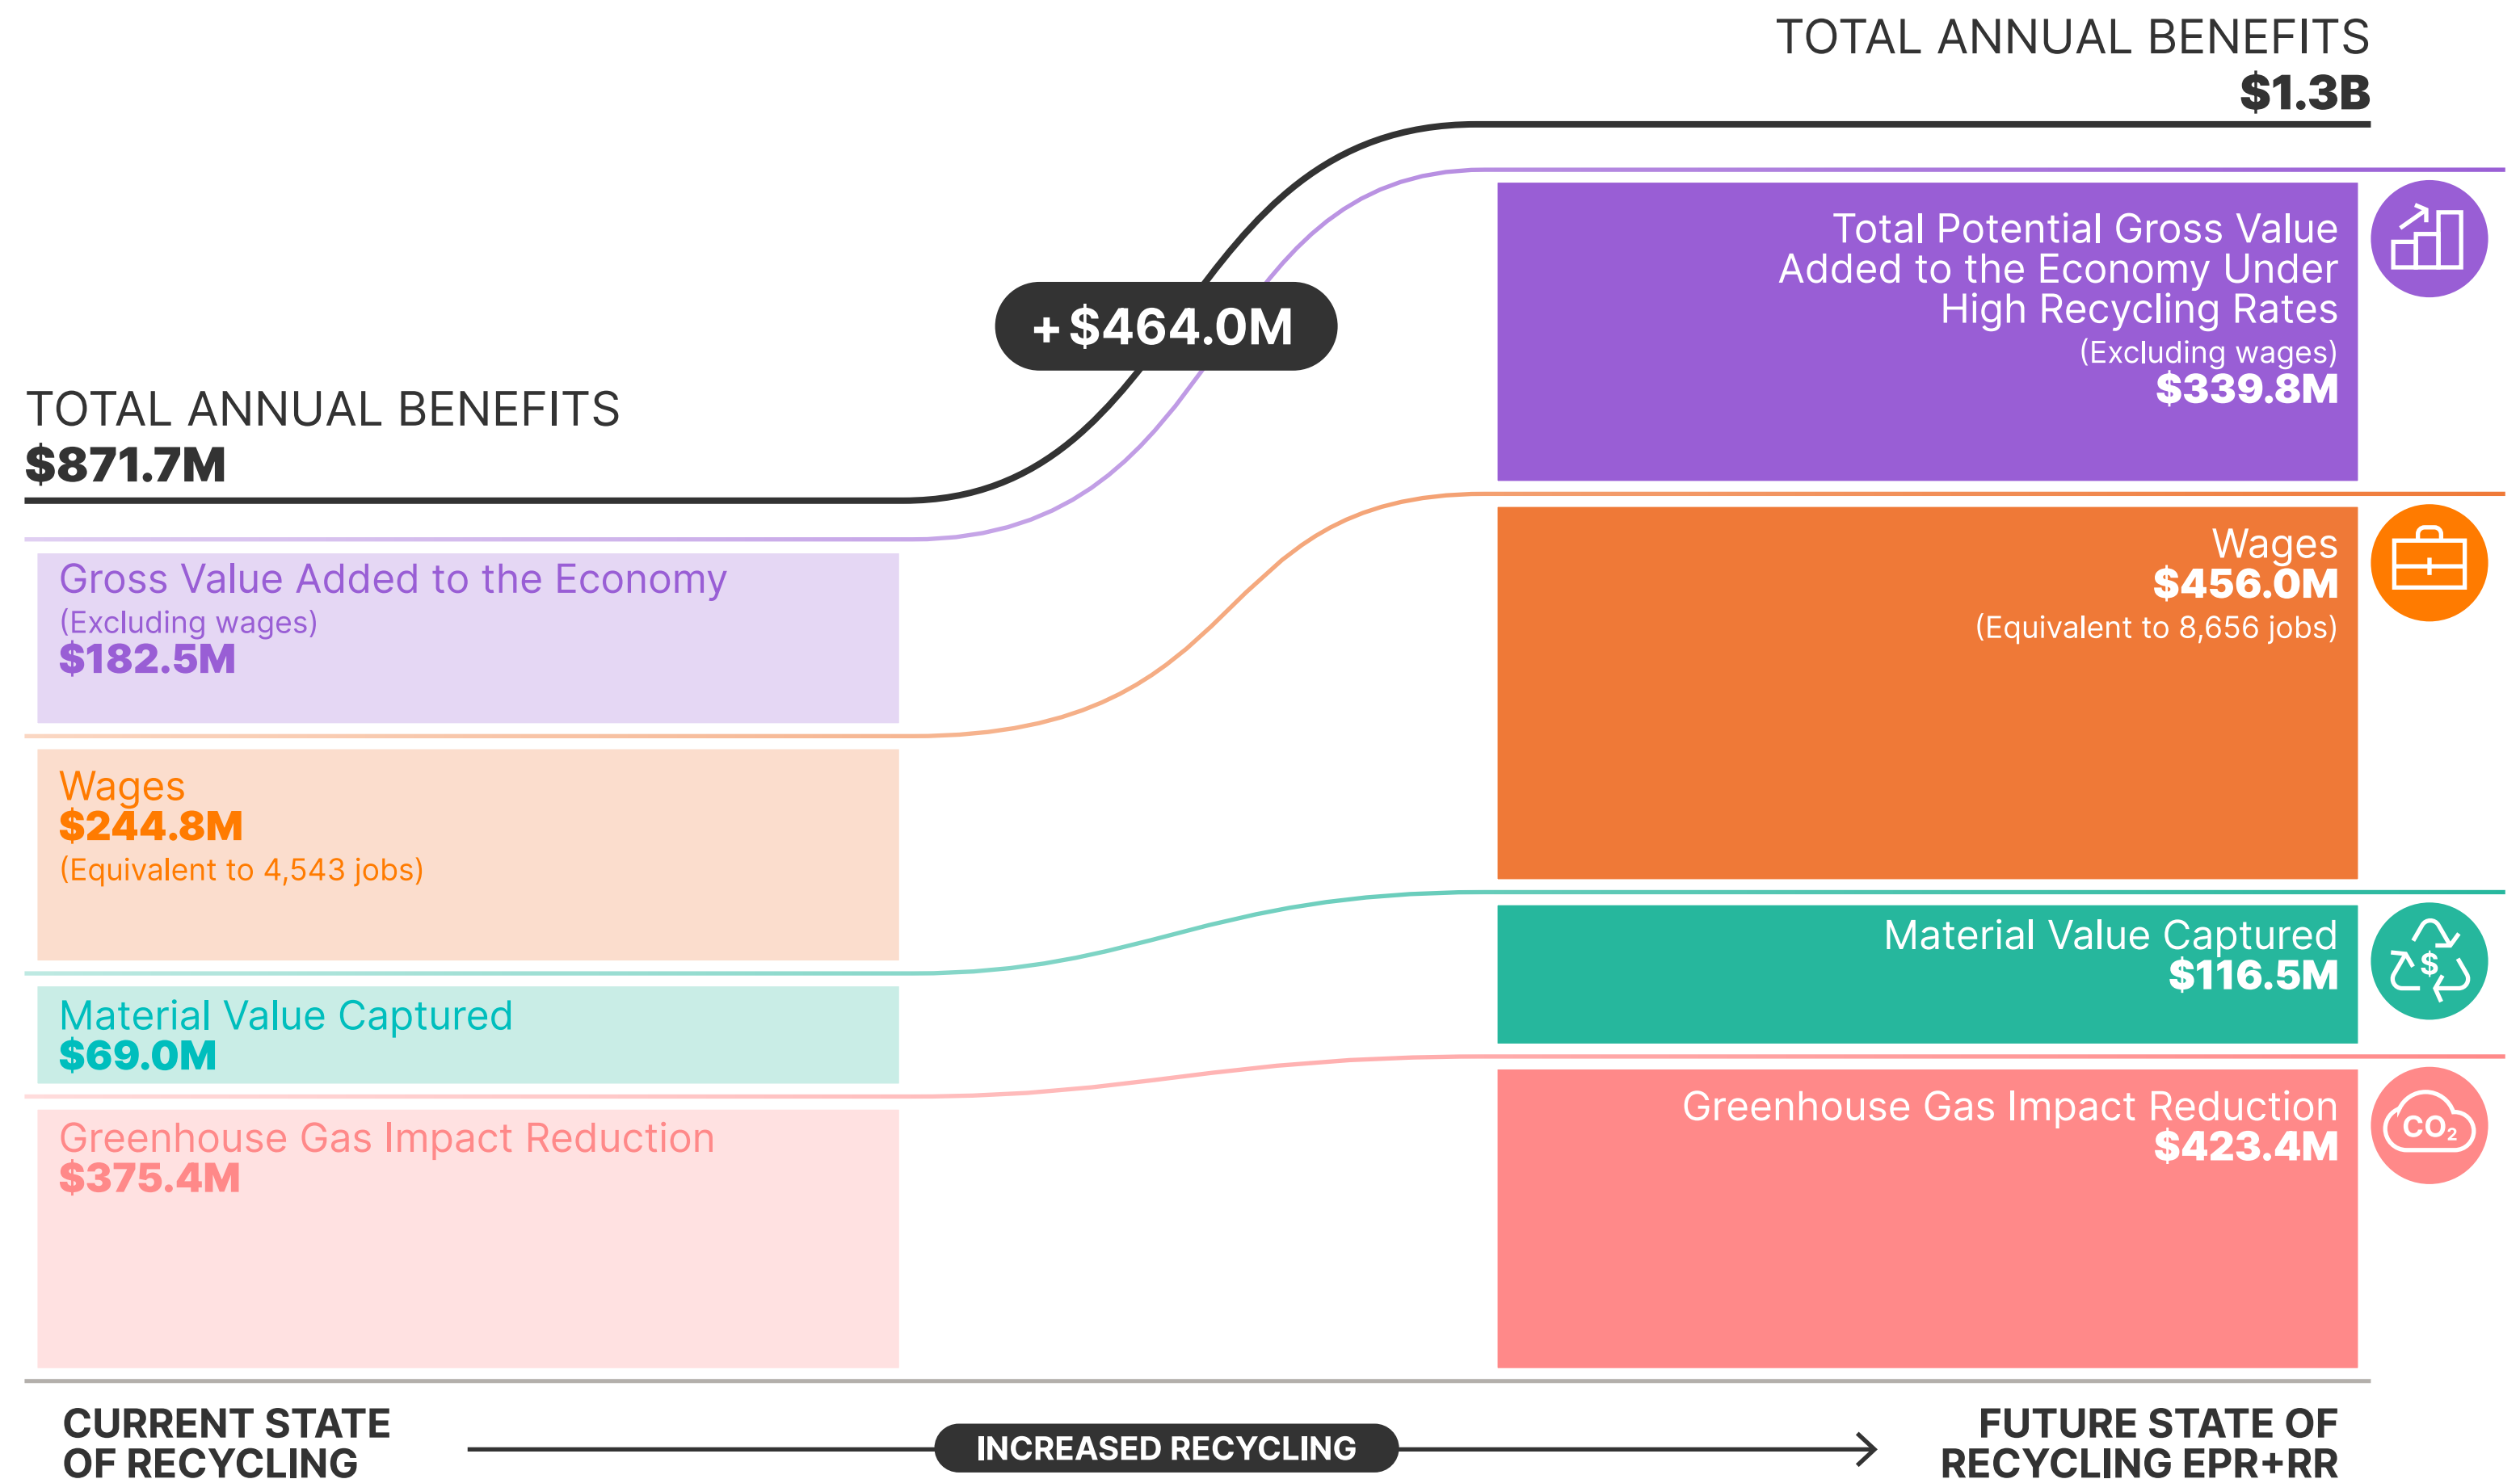 TOTAL ANNUAL BENEFITS
$1.3B
+$464.0M
TOTAL ANNUAL BENEFITS
$871.7M
Gross Value Added to the Economy
(Excluding wages)
$182.5M
Wages
$244.8M
(Equivalent to 4,543 jobs)
Material Value Captured
$69.0M
Greenhouse Gas Impact Reduction
$375.4M
Total Potential Gross Value
Added to the Economy Under
High Recycling Rates
(Excluding wages)
$339.8M
Wages
$456.0M
(Equivalent to 8,656 jobs)
Material Value Captured
$116.5M
$
Greenhouse Gas Impact Reduction
$423.4M
CO₂
CURRENT STATE
OF RECYCLING
INCREASED RECYCLING
FUTURE STATE OF
RECYCLING EPR+RR